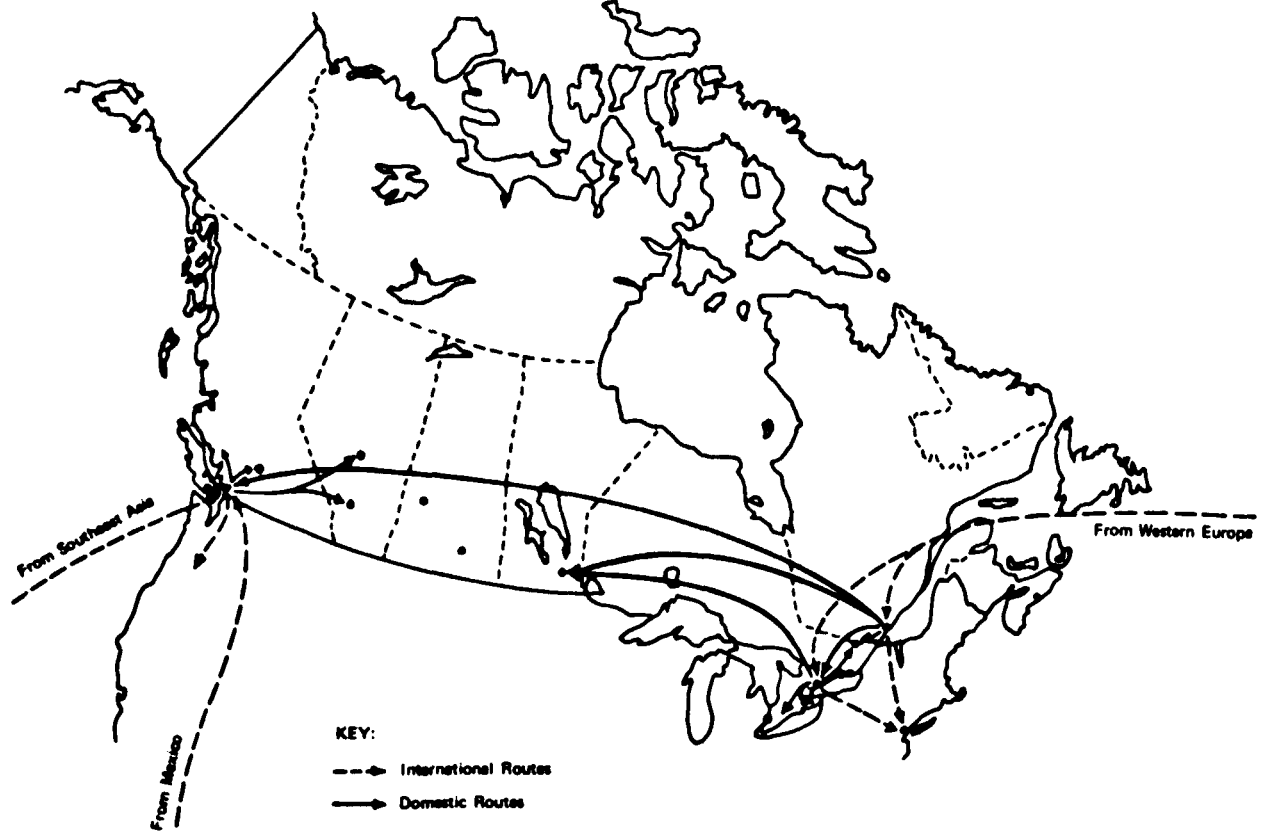 From Southeast Asia
From Western Europe
From Mexico
KEY:
International Routes
Domestic Routes